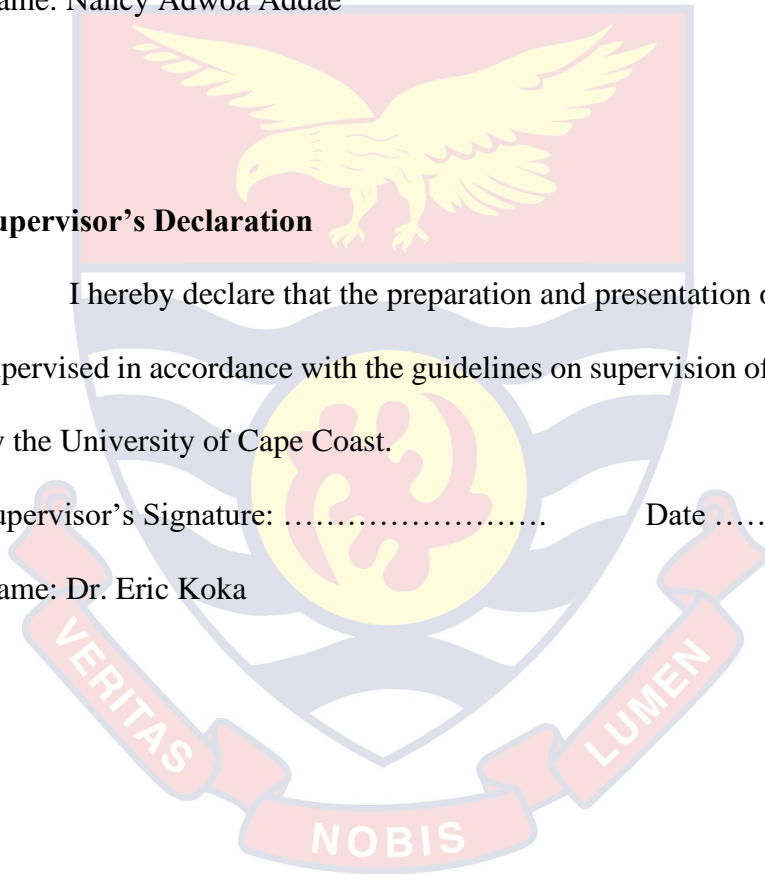 ame: Nancy Adwoa Addae
upervisor's Declaration
I hereby declare that the preparation and presentation o
pervised in accordance with the guidelines on supervision of
y the University of Cape Coast.
upervisor's Signature: ……………………. Date …..
ame: Dr. Eric Koka
VERITAS
NOBIS
LUMEN